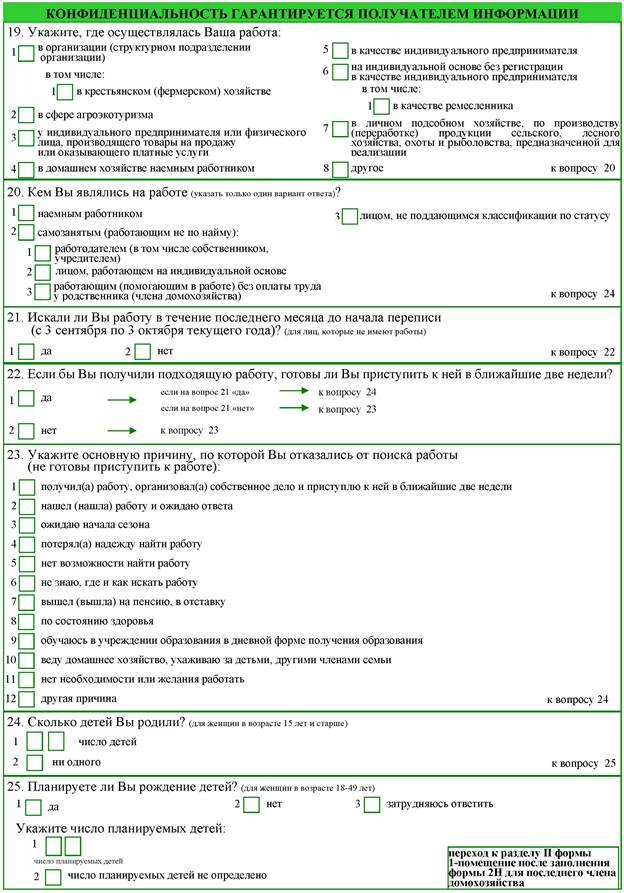 КОНФИДЕНЦИАЛЬНОСТЬ ГАРАНТИРУЕТСЯ ПОЛУЧАТЕЛЕМ ИНФОРМАЦИИ
19. Укажите, где осуществлялась Ваша работа:
1 в организации (структурном подразделении
организации)
в том числе:
1 в крестьянском (фермерском) хозяйстве
2 в сфере агроэкотуризма
3 у индивидуального предпринимателя или физического
лица, производящего товары на продажу
или оказывающего платные услуги
4 в домашнем хозяйстве наемным работником
5 в качестве индивидуального предпринимателя
6 на индивидуальной основе без регистрации
в качестве индивидуального предпринимателя
в том числе:
1 в качестве ремесленника
7 в личном подсобном хозяйстве, по производству
(переработке) продукции сельского, лесного
хозяйства, охоты и рыболовства, предназначенной для
реализации
8 другое к вопросу 20
20. Кем Вы являлись на работе (указать только один вариант ответа)?
1 наемным работником
2 самозанятым (работающим не по найму):
1 работодателем (в том числе собственником,
учредителем)
2 лицом, работающем на индивидуальной основе
3 работающим (помогающим в работе) без оплаты труда
у родственника (члена домохозяйства)
3 лицом, не поддающимся классификации по статусу
к вопросу 24
21. Искали ли Вы работу в течение последнего месяца до начала переписи
(с 3 сентября по 3 октября текущего года)? (для лиц, которые не имеют работы)
1 да 2 нет к вопросу 22
22. Если бы Вы получили подходящую работу, готовы ли Вы приступить к ней в ближайшие две недели?
1 да если на вопрос 21 «да» к вопросу 24
если на вопрос 21 «нет» к вопросу 23
2 нет к вопросу 23
23. Укажите основную причину, по которой Вы отказались от поиска работы
(не готовы приступить к работе):
1 получил(а) работу, организовал(а) собственное дело и приступлю к ней в ближайшие две недели
2 нашел (нашла) работу и ожидаю ответа
3 ожидаю начала сезона
4 потерял(а) надежду найти работу
5 нет возможности найти работу
6 не знаю, где и как искать работу
7 вышел (вышла) на пенсию, в отставку
8 по состоянию здоровья
9 обучаюсь в учреждении образования в дневной форме получения образования
10 веду домашнее хозяйство, ухаживаю за детьми, другими членами семьи
11 нет необходимости или желания работать
12 другая причина к вопросу 24
24. Сколько детей Вы родили? (для женщин в возрасте 15 лет и старше)
1 число детей
2 ни одного к вопросу 25
25. Планируете ли Вы рождение детей? (для женщин в возрасте 18-49 лет)
1 да 2 нет 3 затрудняюсь ответить
Укажите число планируемых детей:
1
число планируемых детей
2 число планируемых детей не определено
переход к разделу II формы
1-помещение после заполнения
формы 2Н для последнего члена
домохозяйства